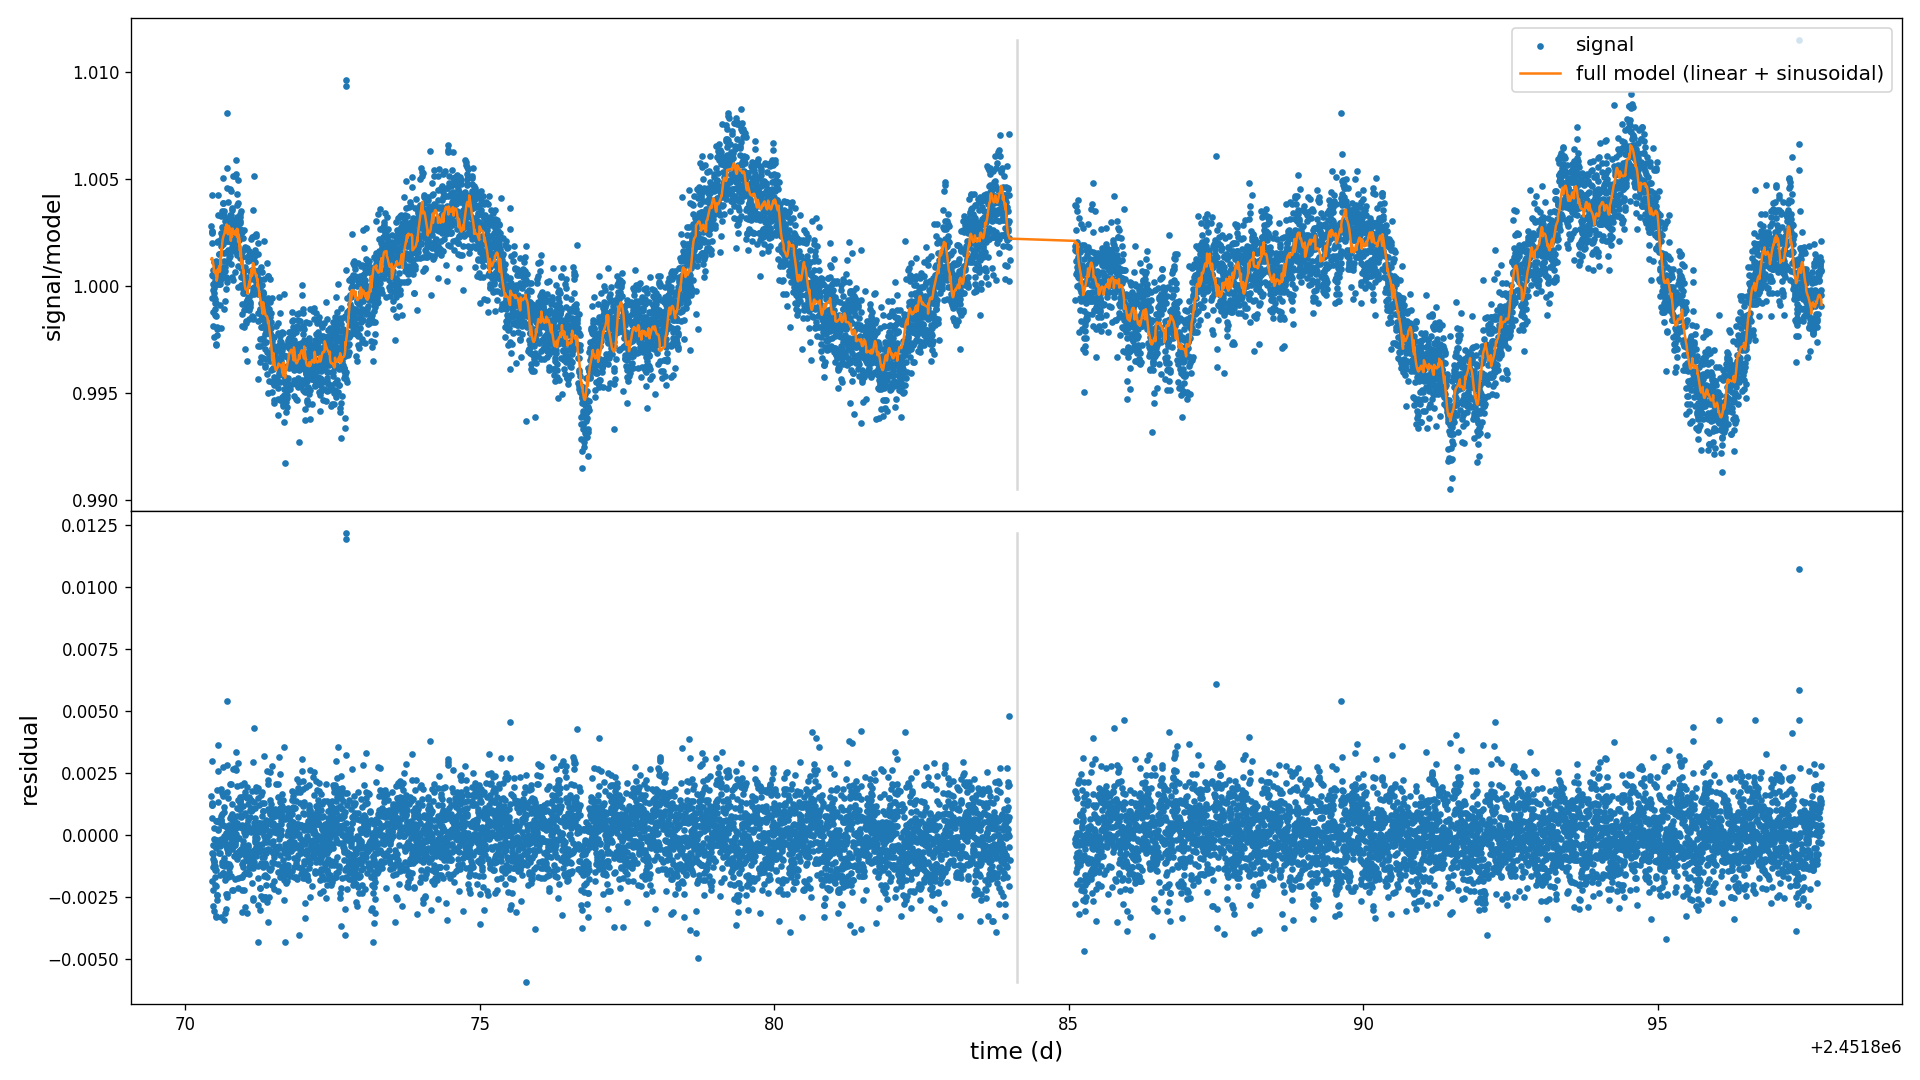 signal
full model (linear + sinusoidal)
signal/model
1.010
1.005
1.000
0.995
0.990
residual
0.0125
0.0100
0.0075
0.0050
0.0025
0.0000
−0.0025
−0.0050
70 75 80 85 90 95
time (d)
+2.4518e6